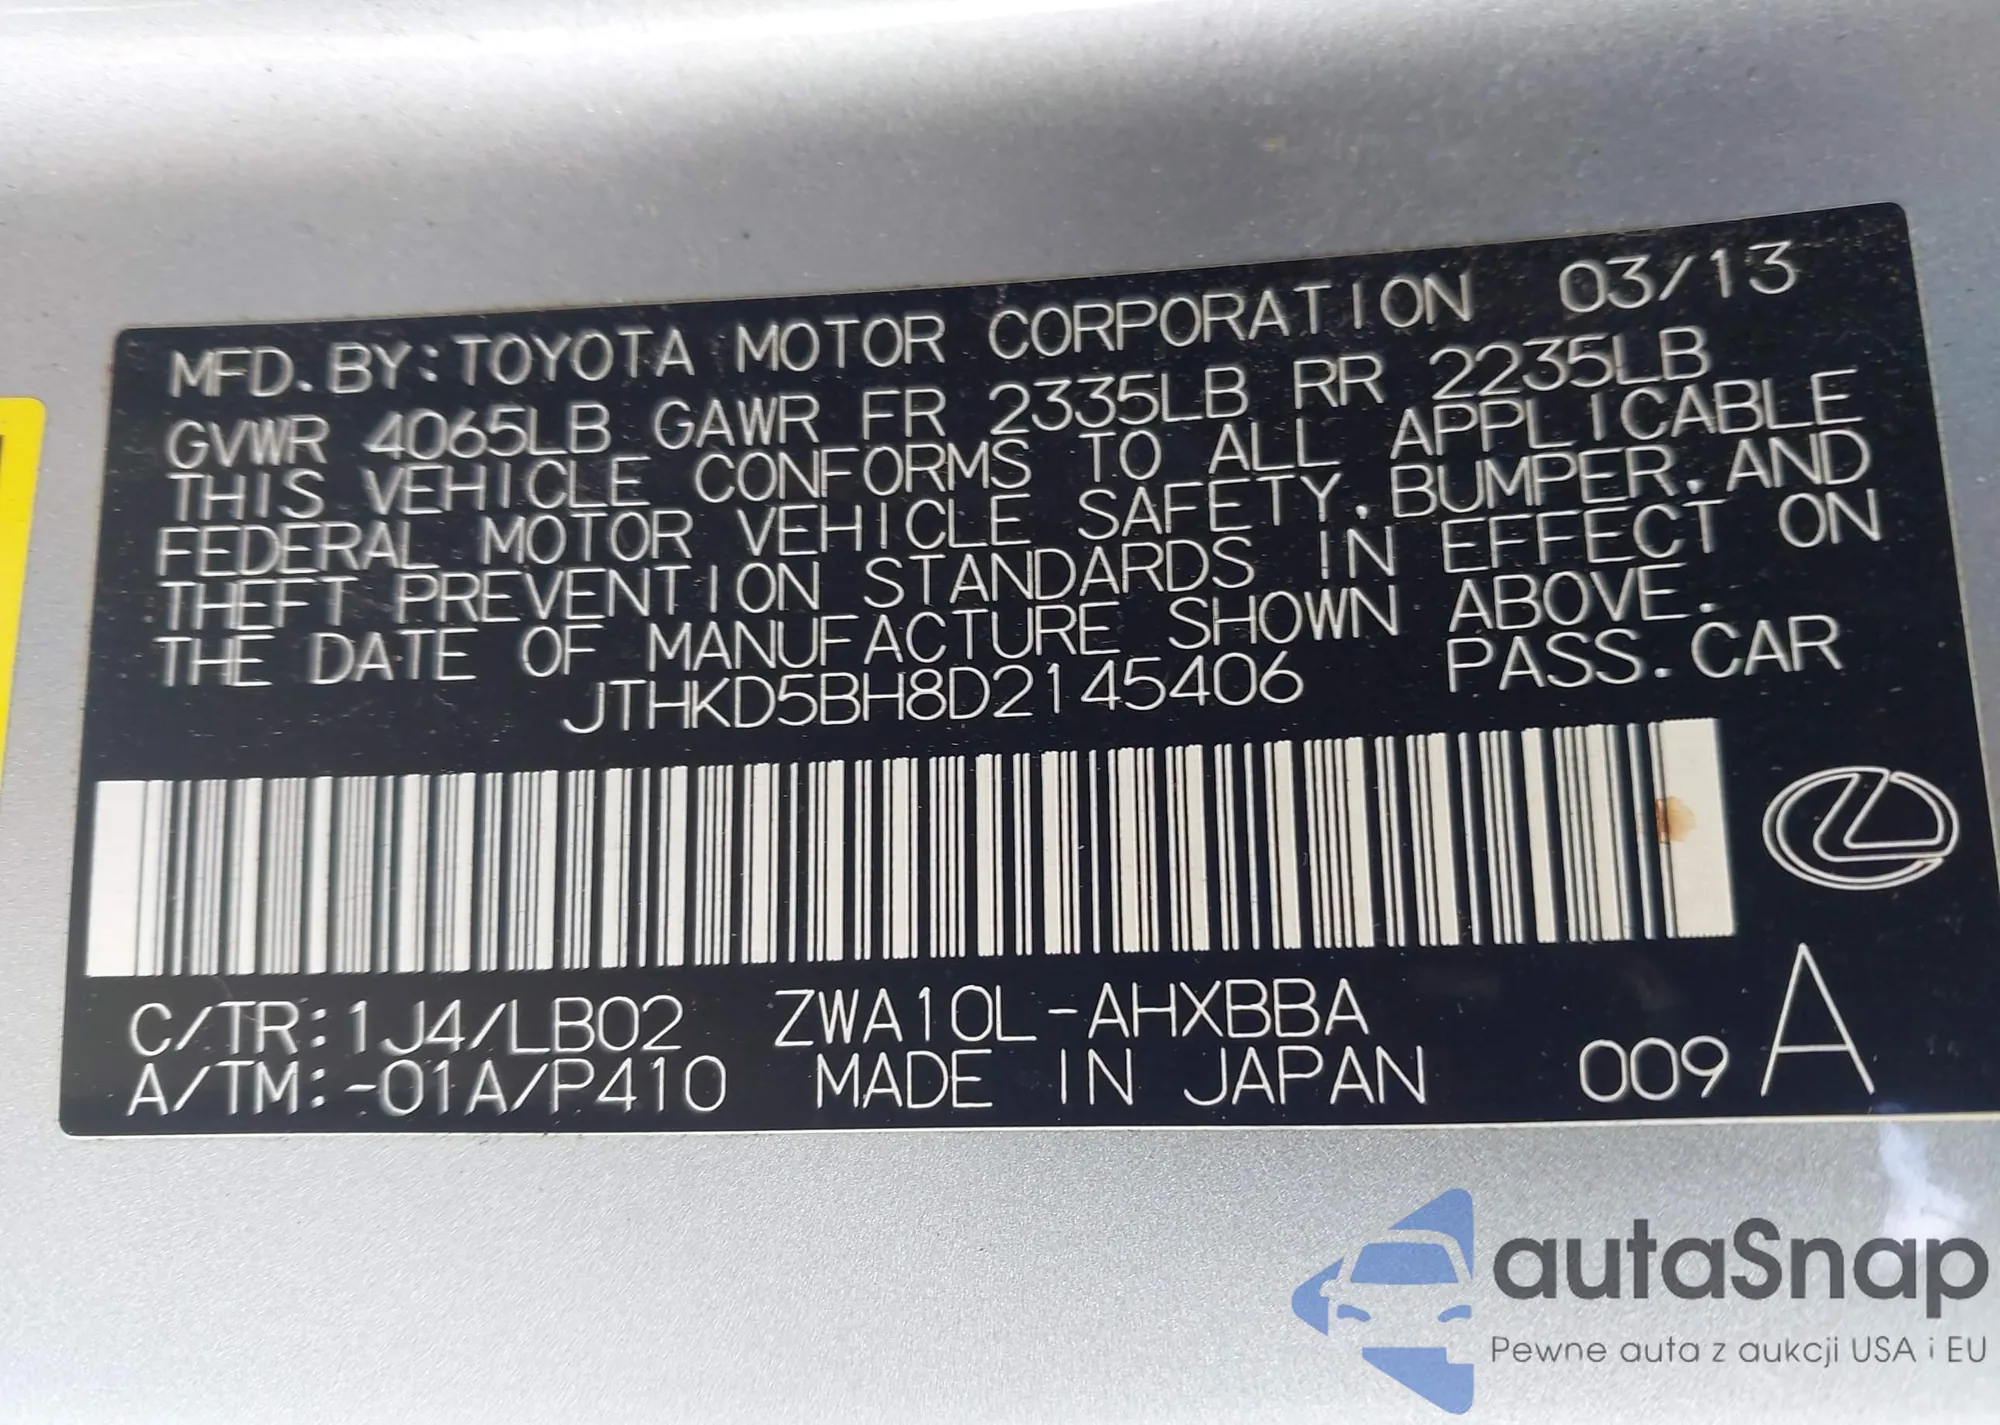 MFD. BY: TOYOTA MOTOR CORPORATION 03/13
GVWR 4065LB GAWR FR 2335LB RR 2235LB
THIS VEHICLE CONFORMS TO ALL APPLICABLE
FEDERAL MOTOR VEHICLE SAFETY, BUMPER, AND
THEFT PREVENTION STANDARDS IN EFFECT ON
THE DATE OF MANUFACTURE SHOWN ABOVE.
JTHKD5BH8D2145406 PASS. CAR
C/TR: 1J4/LB02 ZWA10L-AHXBBA
A/TM: -01A/P410 MADE IN JAPAN 009 A
autaSnap
Pewne auta z aukcji USA i EU